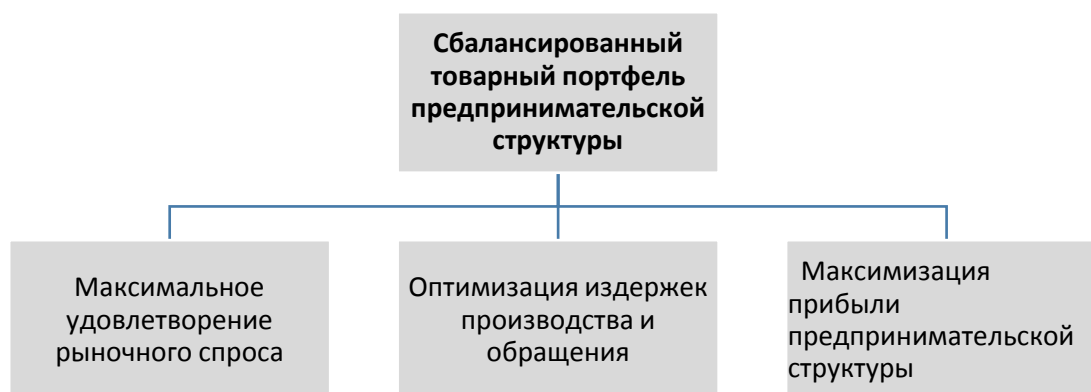 Сбалансированный
товарный портфель
предпринимательской
структуры
Максимальное
удовлетворение
рыночного спроса
Оптимизация издержек
производства и
обращения
Максимизация
прибыли
предпринимательской
структуры